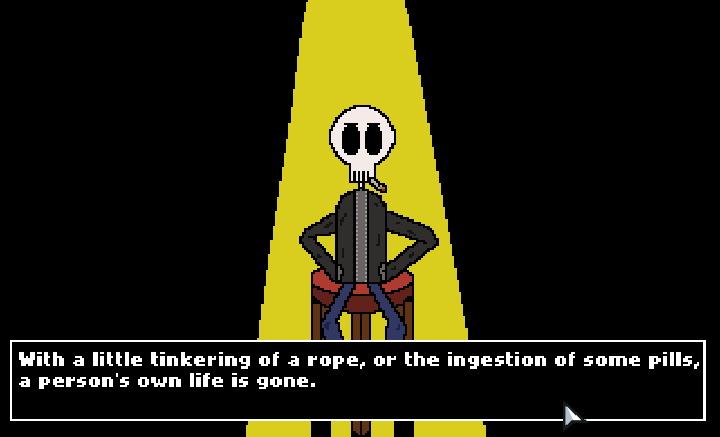 With a little tinkering of a rope, or the ingestion of some pills,
a person's own life is gone.